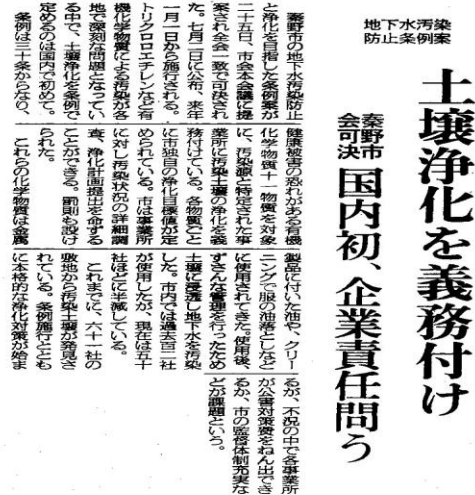 地下水汚染
防止条例案
土壌浄化を義務付け
秦野市
会可決
国内初、企業責任問う
秦野市の地下水汚染防止
と浄化を目指した条例案が
二十五日、市会本会議に提
案され全会一致で可決され
た。七月二日に公布、来年
一月一日から施行される。
トリクロロエチレンなど有
機化学物質による汚染が各
地で深刻な問題となってい
る中で、土壌浄化を条例で
定めるのは国内で初めて。
条例は三十条からなり、
健康被害の恐れがある有機
化学物質十一物質を対象
に、汚染源と特定された事
業所に汚染土壌の浄化を義
務付けている。各物質ごと
に市独自の浄化目標値が定
められている。市は事業所
に対し汚染状況の詳細調
査、浄化計画提出を命ずる
ことができる。罰則も設け
られた。
これらの化学物質は金属
製品に付いた油や、クリー
ニングで服の油落としなど
に使用されてきた。使用後、
ずさんな管理を行ったため
土壌に浸透し地下水を汚染
した。市内では過去百二社
が使用したが、現在は五十
社ほどに半減している。
これまでに、六十一社の
敷地から汚染土壌が発見さ
れている。条例施行ととも
に本格的な浄化対策が始ま
るが、不況の中で各事業所
が公害対策費をねん出でき
るか、市の監督体制充実な
どが課題という。